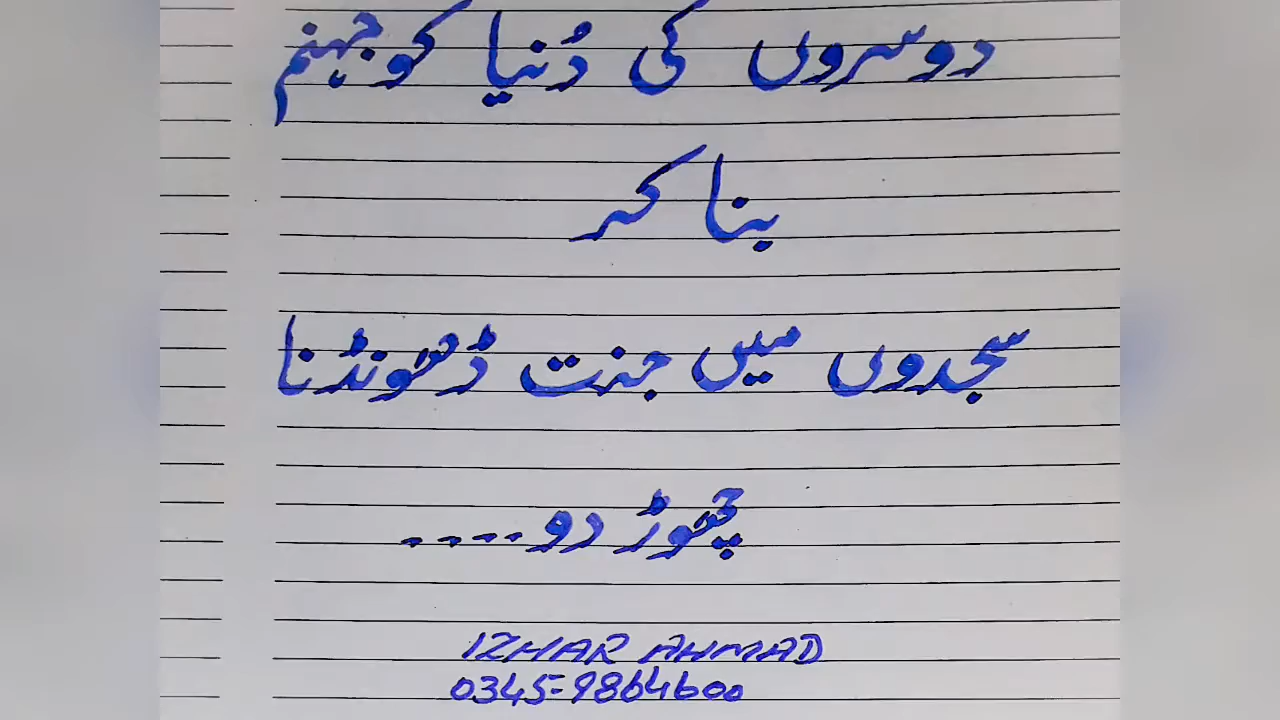 دوسروں کی دُنیا کو جہنم
بنا کر
سجدوں میں جنت ڈھونڈنا
چھوڑ دو....
IZHAR AHMAD
0345-9864600